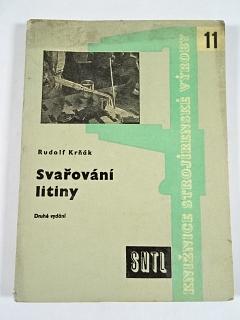 11
Rudolf Krňák
Svařování
litiny
Druhé vydání
SNTL
KNIŽNICE STROJÍRENSKÉ VÝROBY